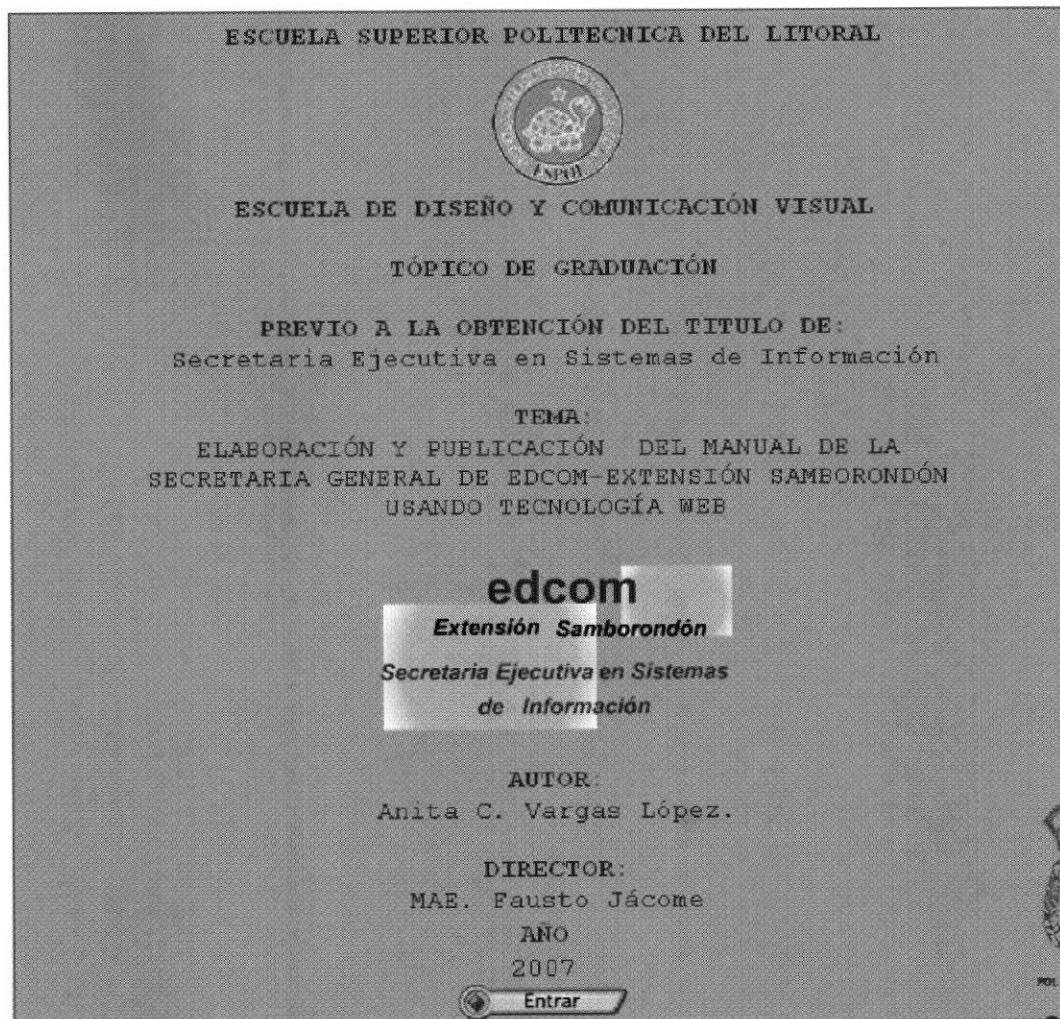 ESCUELA SUPERIOR POLITECNICA DEL LITORAL
ESPOL
ESCUELA DE DISEÑO Y COMUNICACIÓN VISUAL
TÓPICO DE GRADUACIÓN
PREVIO A LA OBTENCIÓN DEL TITULO DE:
Secretaria Ejecutiva en Sistemas de Información
TEMA:
ELABORACIÓN Y PUBLICACIÓN DEL MANUAL DE LA
SECRETARIA GENERAL DE EDCOM-EXTENSIÓN SAMBORONDÓN
USANDO TECNOLOGÍA WEB
edcom
Extensión Samborondón
Secretaria Ejecutiva en Sistemas
de Información
AUTOR:
Anita C. Vargas López.
DIRECTOR:
MAE. Fausto Jácome
AÑO
2007
Entrar